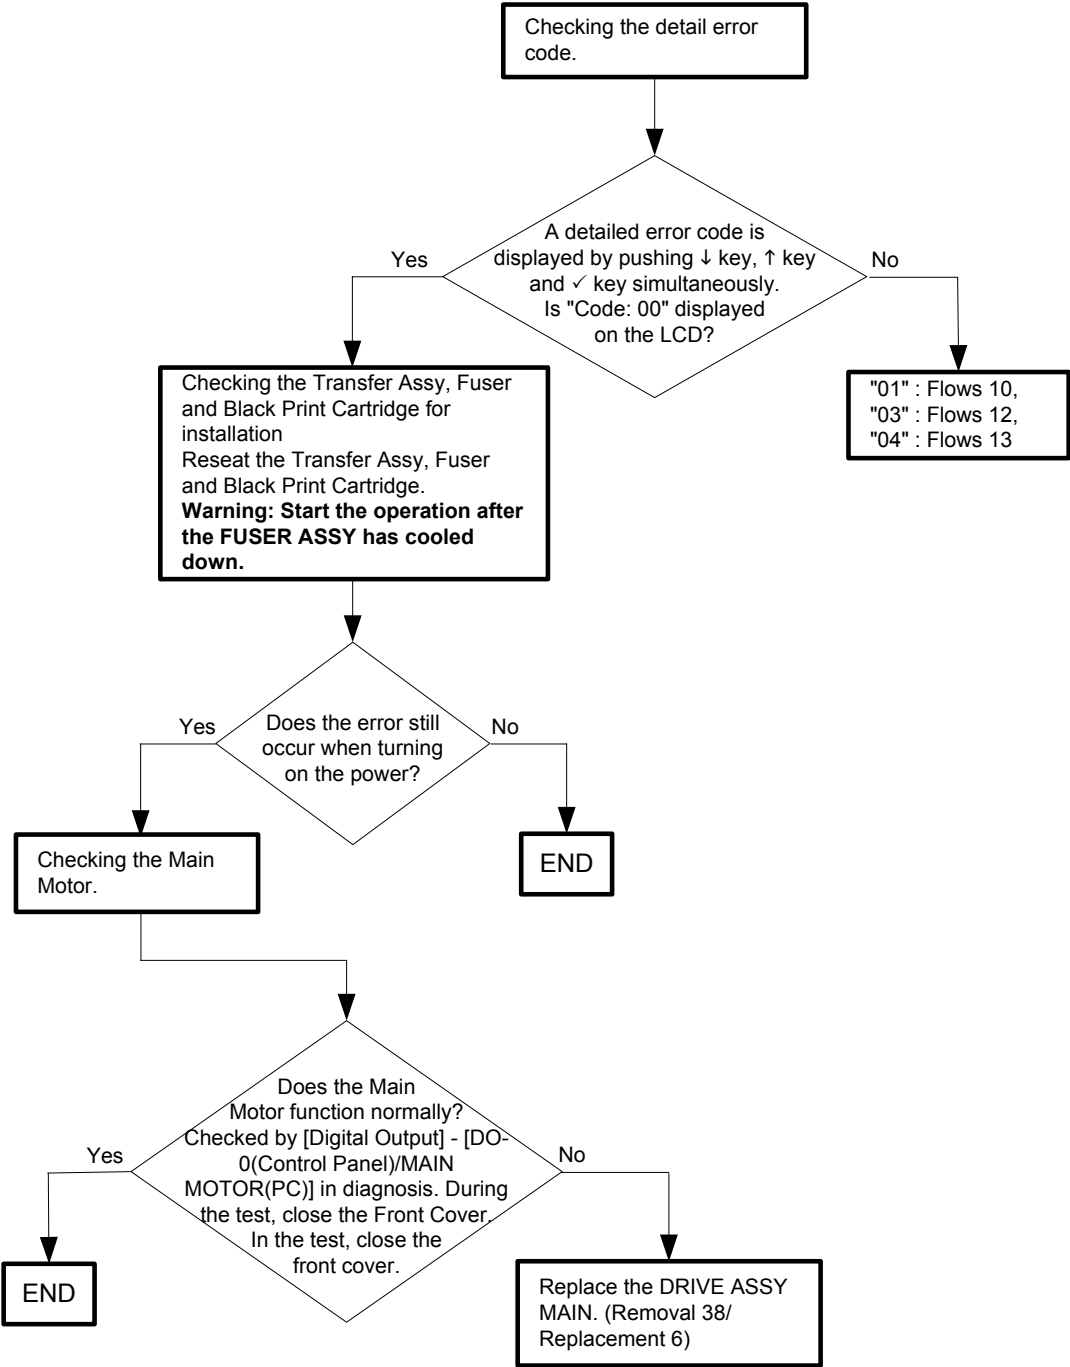 Checking the detail error
code.
A detailed error code is
displayed by pushing ↓ key, ↑ key
and ✓ key simultaneously.
Is "Code: 00" displayed
on the LCD?
Yes
No
Checking the Transfer Assy, Fuser
and Black Print Cartridge for
installation
Reseat the Transfer Assy, Fuser
and Black Print Cartridge.
Warning: Start the operation after
the FUSER ASSY has cooled
down.
"01" : Flows 10,
"03" : Flows 12,
"04" : Flows 13
Does the error still
occur when turning
on the power?
Yes
No
Checking the Main
Motor.
END
Does the Main
Motor function normally?
Checked by [Digital Output] - [DO-
0(Control Panel)/MAIN
MOTOR(PC)] in diagnosis. During
the test, close the Front Cover.
In the test, close the
front cover.
Yes
No
END
Replace the DRIVE ASSY
MAIN. (Removal 38/
Replacement 6)